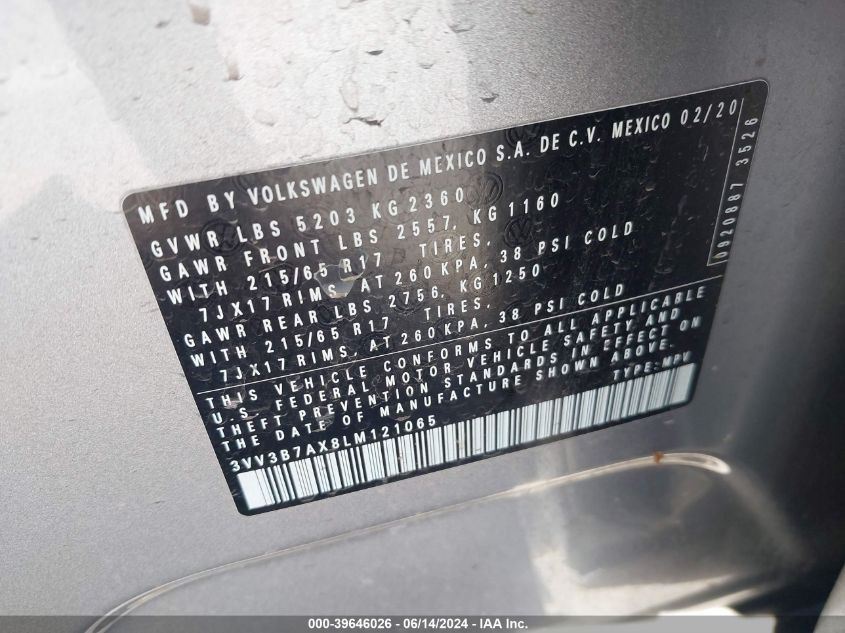 MFD BY VOLKSWAGEN DE MEXICO S.A. DE C.V. MEXICO 02/20
GVWR LBS 5203 KG 2360
GAWR FRONT LBS 2557, KG 1160
WITH 215/65 R17 TIRES,
7JX17 RIMS, AT 260 KPA, 38 PSI COLD
GAWR REAR LBS 2756, KG 1250
WITH 215/65 R17 TIRES,
7JX17 RIMS, AT 260KPA, 38 PSI COLD
THIS VEHICLE CONFORMS TO ALL APPLICABLE
U.S. FEDERAL MOTOR VEHICLE SAFETY AND
THEFT PREVENTION STANDARDS IN EFFECT ON
THE DATE OF MANUFACTURE SHOWN ABOVE.
TYPE:MPV
3VV3B7AX8LM121065
0920887 3526
000-39646026 - 06/14/2024 - IAA Inc.